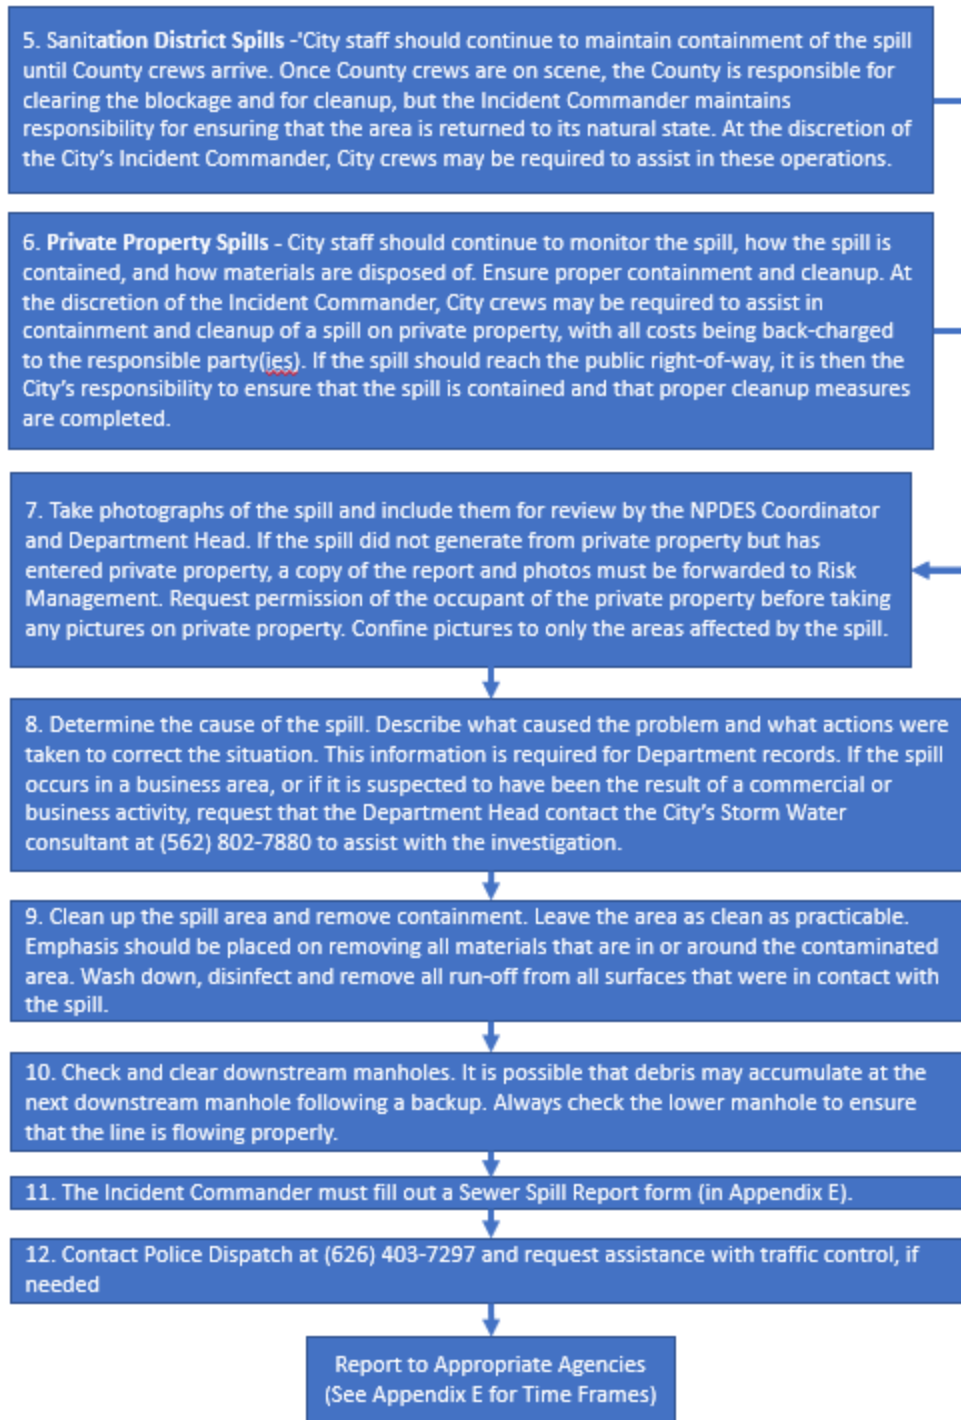 5. Sanitation District Spills -'City staff should continue to maintain containment of the spill
until County crews arrive. Once County crews are on scene, the County is responsible for
clearing the blockage and for cleanup, but the Incident Commander maintains
responsibility for ensuring that the area is returned to its natural state. At the discretion of
the City's Incident Commander, City crews may be required to assist in these operations.
6. Private Property Spills - City staff should continue to monitor the spill, how the spill is
contained, and how materials are disposed of. Ensure proper containment and cleanup. At
the discretion of the Incident Commander, City crews may be required to assist in
containment and cleanup of a spill on private property, with all costs being back-charged
to the responsible party(ies). If the spill should reach the public right-of-way, it is then the
City's responsibility to ensure that the spill is contained and that proper cleanup measures
are completed.
7. Take photographs of the spill and include them for review by the NPDES Coordinator
and Department Head. If the spill did not generate from private property but has
entered private property, a copy of the report and photos must be forwarded to Risk
Management. Request permission of the occupant of the private property before taking
any pictures on private property. Confine pictures to only the areas affected by the spill.
8. Determine the cause of the spill. Describe what caused the problem and what actions were
taken to correct the situation. This information is required for Department records. If the spill
occurs in a business area, or if it is suspected to have been the result of a commercial or
business activity, request that the Department Head contact the City's Storm Water
consultant at (562) 802-7880 to assist with the investigation.
9. Clean up the spill area and remove containment. Leave the area as clean as practicable.
Emphasis should be placed on removing all materials that are in or around the contaminated
area. Wash down, disinfect and remove all run-off from all surfaces that were in contact with
the spill.
10. Check and clear downstream manholes. It is possible that debris may accumulate at the
next downstream manhole following a backup. Always check the lower manhole to ensure
that the line is flowing properly.
11. The Incident Commander must fill out a Sewer Spill Report form (in Appendix E).
12. Contact Police Dispatch at (626) 403-7297 and request assistance with traffic control, if
needed
Report to Appropriate Agencies
(See Appendix E for Time Frames)